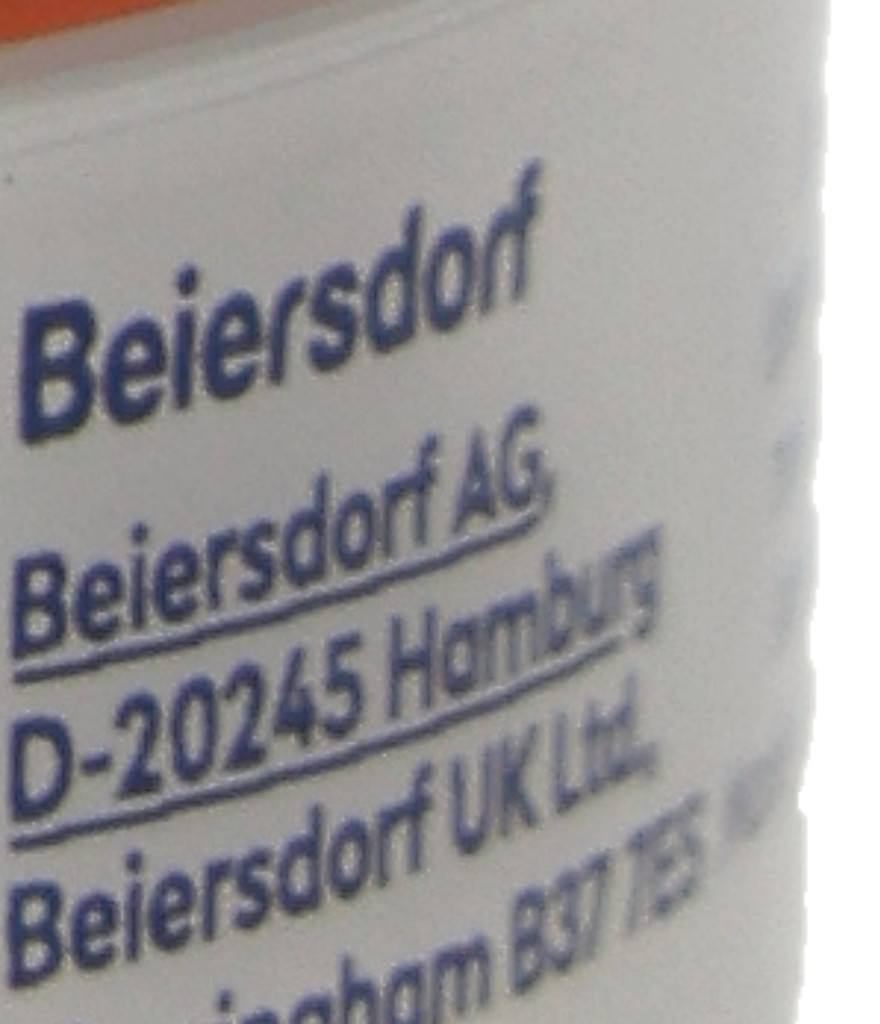 Beiersdorf
Beiersdorf AG,
D-20245 Hamburg
Beiersdorf UK Ltd.,
B37 7ES